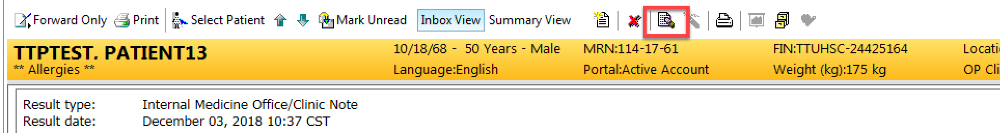 Forward Only Print Select Patient Mark Unread Inbox View Summary View
TTPTEST. PATIENT13 10/18/68 - 50 Years - Male MRN:114-17-61 FIN:TTUHSC-24425164 Locati
** Allergies ** Language:English Portal:Active Account Weight (kg):175 kg OP Cli
Result type: Internal Medicine Office/Clinic Note
Result date: December 03, 2018 10:37 CST